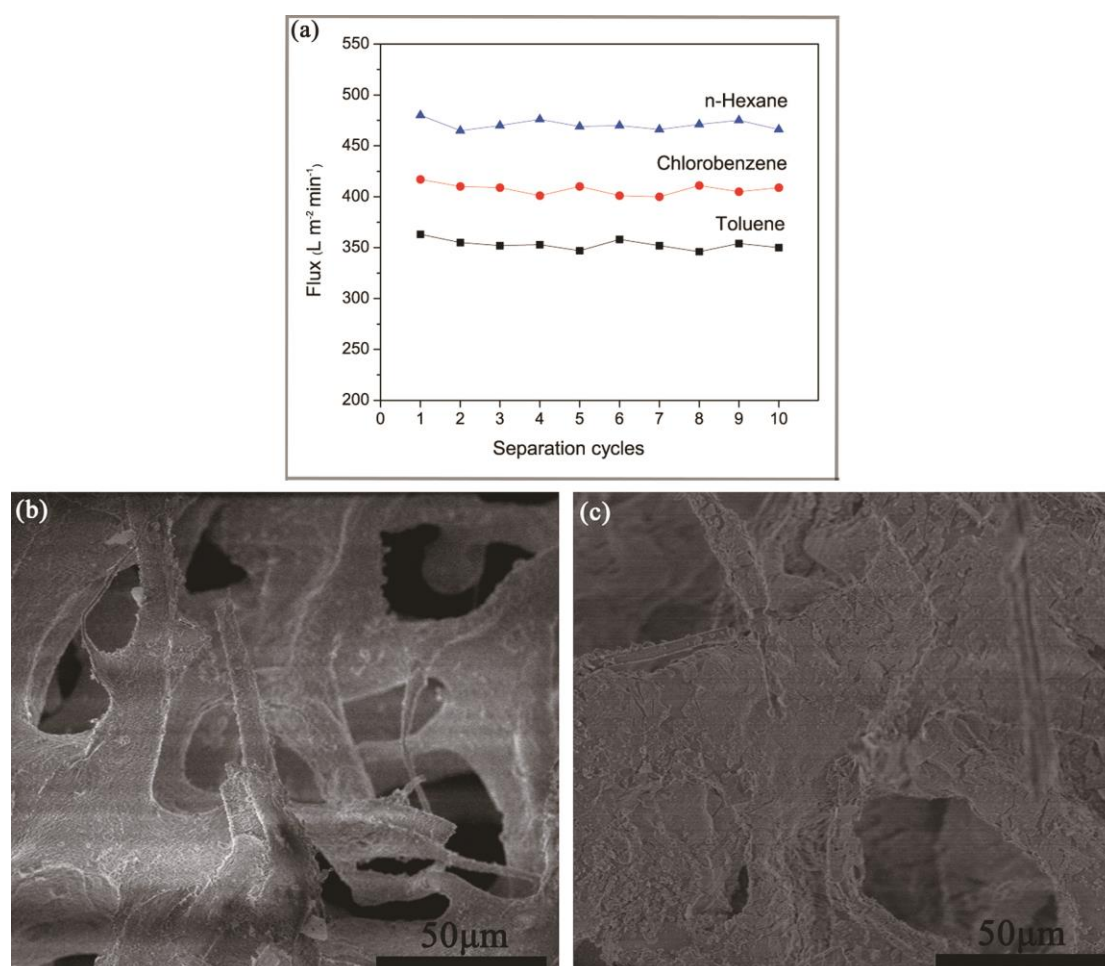 (a)
550
500
450
400
350
300
250
200
Flux (L m⁻² min⁻¹)
n-Hexane
Chlorobenzene
Toluene
0 1 2 3 4 5 6 7 8 9 10
Separation cycles
(b)
50μm
(c)
50μm